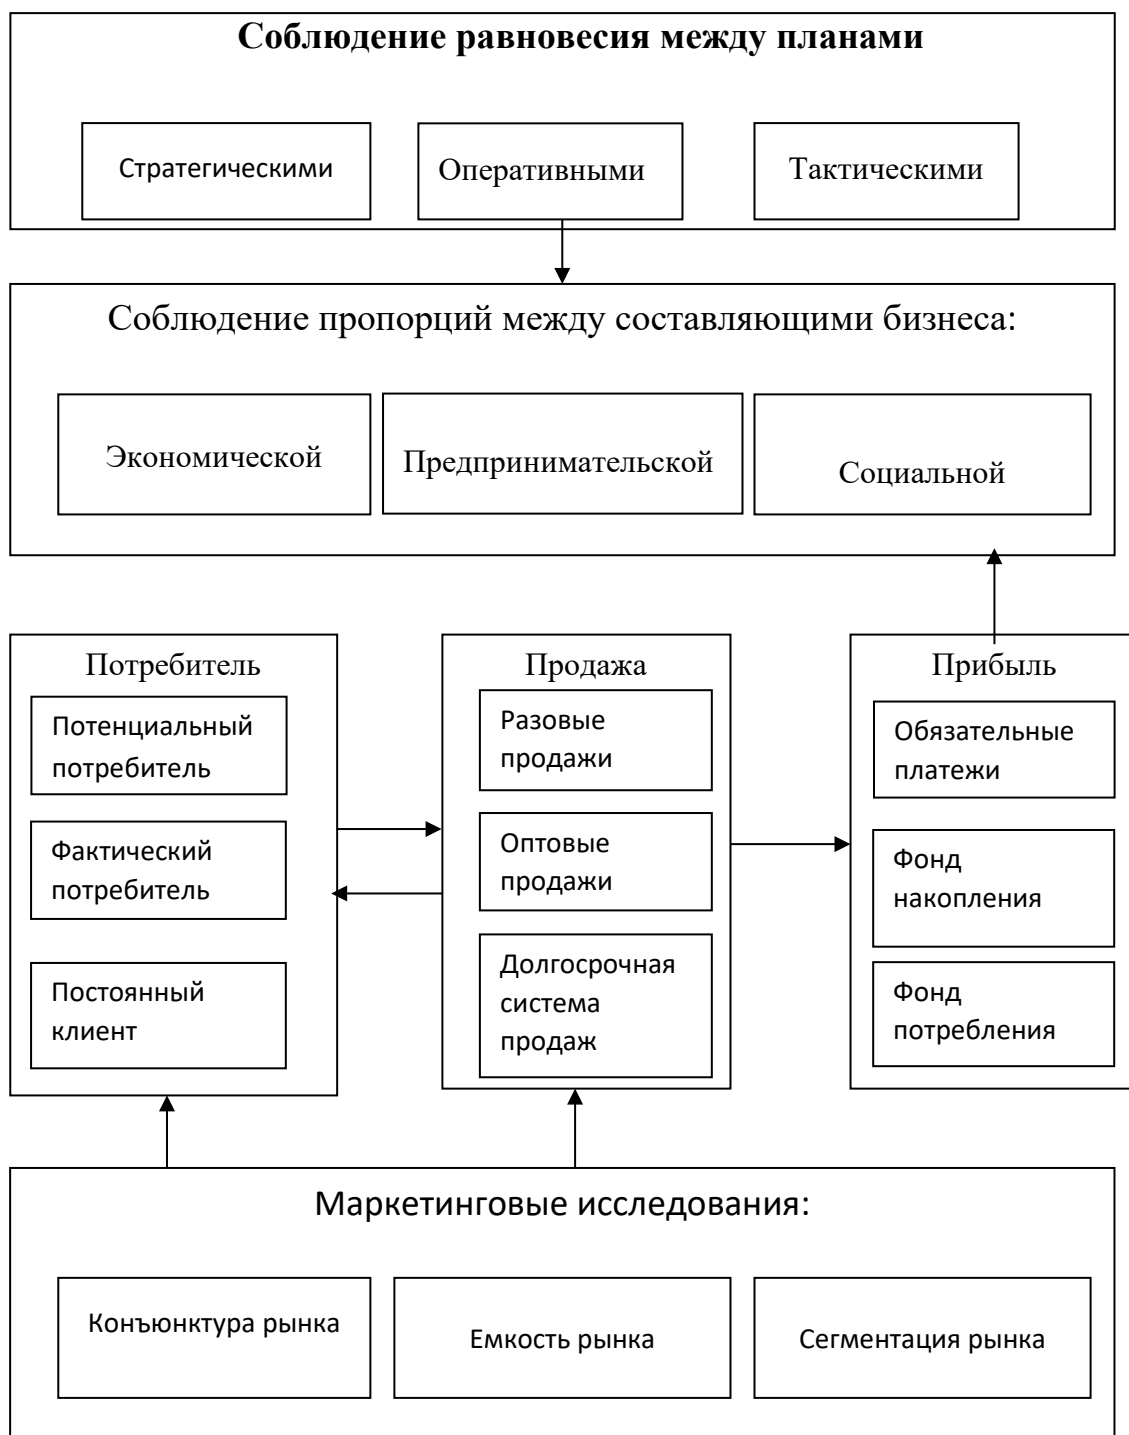 Соблюдение равновесия между планами
Стратегическими
Оперативными
Тактическими
Соблюдение пропорций между составляющими бизнеса:
Экономической
Предпринимательской
Социальной
Потребитель
Потенциальный
потребитель
Фактический
потребитель
Постоянный
клиент
Продажа
Разовые
продажи
Оптовые
продажи
Долгосрочная
система
продаж
Прибыль
Обязательные
платежи
Фонд
накопления
Фонд
потребления
Маркетинговые исследования:
Конъюнктура рынка
Емкость рынка
Сегментация рынка